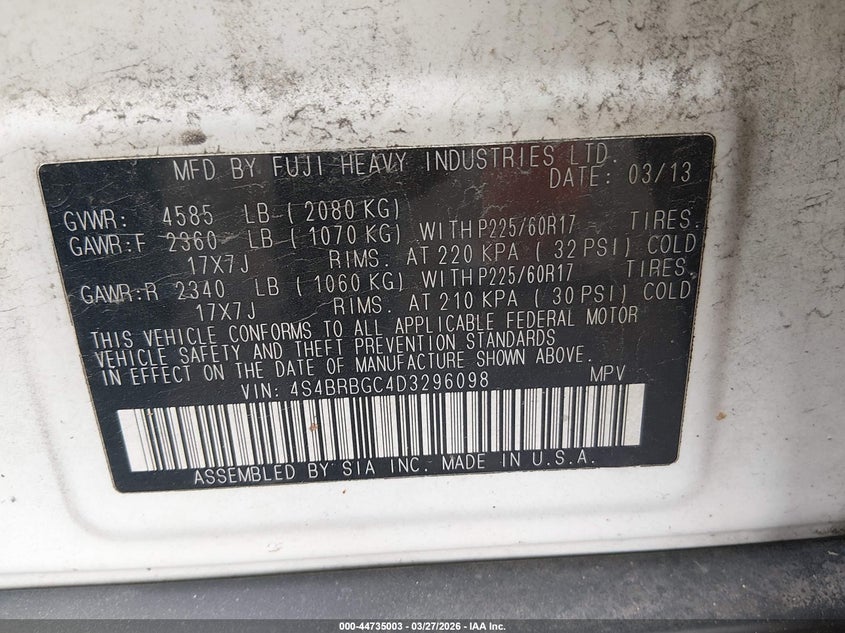 MFD BY FUJI HEAVY INDUSTRIES LTD.
DATE: 03/13
GVWR: 4585 LB ( 2080 KG)
GAWR:F 2360 LB ( 1070 KG) WITH P225/60R17 TIRES.
17X7J RIMS. AT 220 KPA ( 32 PSI) COLD
GAWR:R 2340 LB ( 1060 KG) WITH P225/60R17 TIRES.
17X7J RIMS. AT 210 KPA ( 30 PSI) COLD
THIS VEHICLE CONFORMS TO ALL APPLICABLE FEDERAL MOTOR
VEHICLE SAFETY AND THEFT PREVENTION STANDARDS
IN EFFECT ON THE DATE OF MANUFACTURE SHOWN ABOVE.
VIN: 4S4BRBGC4D3296098 MPV
ASSEMBLED BY SIA INC. MADE IN U.S.A.
000-44735003 — 03/27/2026 — IAA Inc.